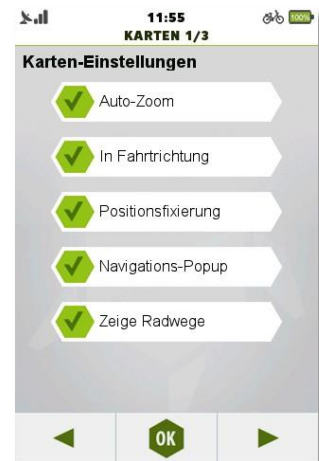 11:55
100%
KARTEN 1/3
Karten-Einstellungen
Auto-Zoom
In Fahrtrichtung
Positionsfixierung
Navigations-Popup
Zeige Radwege
OK